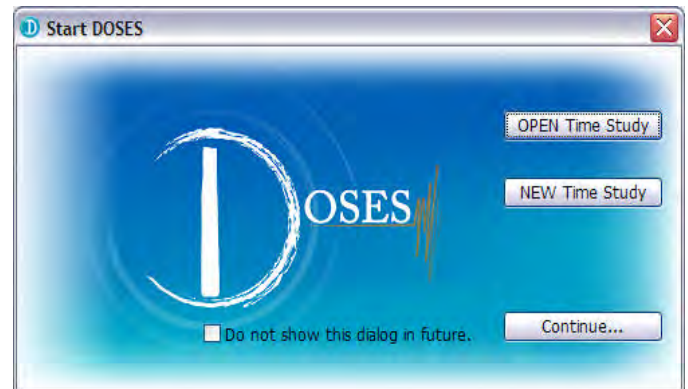 Start DOSES
OPEN Time Study
NEW Time Study
DOSES
Do not show this dialog in future.
Continue...